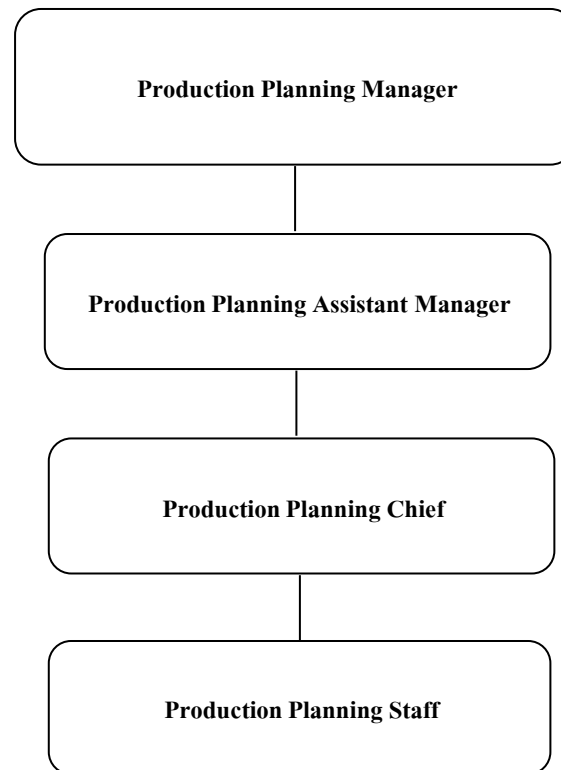 Production Planning Manager
Production Planning Assistant Manager
Production Planning Chief
Production Planning Staff